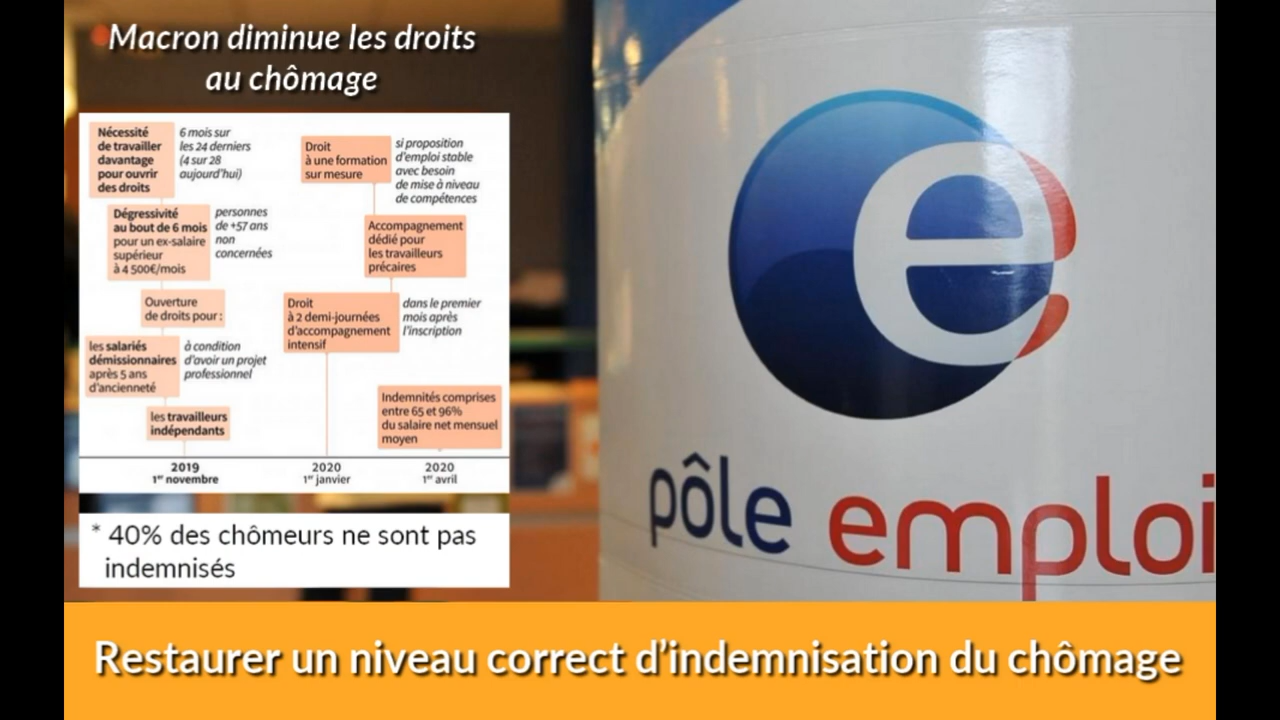 Macron diminue les droits
au chômage
Nécessité
de travailler
davantage
pour ouvrir
des droits
6 mois sur
les 24 derniers
(4 sur 28
aujourd'hui)
Dégressivité
au bout de 6 mois
pour un ex-salaire
supérieur
à 4 500€/mois
personnes
de +57 ans
non
concernées
Ouverture
de droits pour :
les salariés
démissionnaires
après 5 ans
d'ancienneté
à condition
d'avoir un projet
professionnel
les travailleurs
indépendants
2019
1er novembre
Droit
à une formation
sur mesure
si proposition
d'emploi stable
avec besoin
de mise à niveau
de compétences
Accompagnement
dédié pour
les travailleurs
précaires
Droit
à 2 demi-journées
d'accompagnement
intensif
dans le premier
mois après
l'inscription
Indemnités comprises
entre 65 et 96%
du salaire net mensuel
moyen
2020
1er janvier
2020
1er avril
* 40% des chômeurs ne sont pas
indemnisés
pôle emploi
Restaurer un niveau correct d'indemnisation du chômage